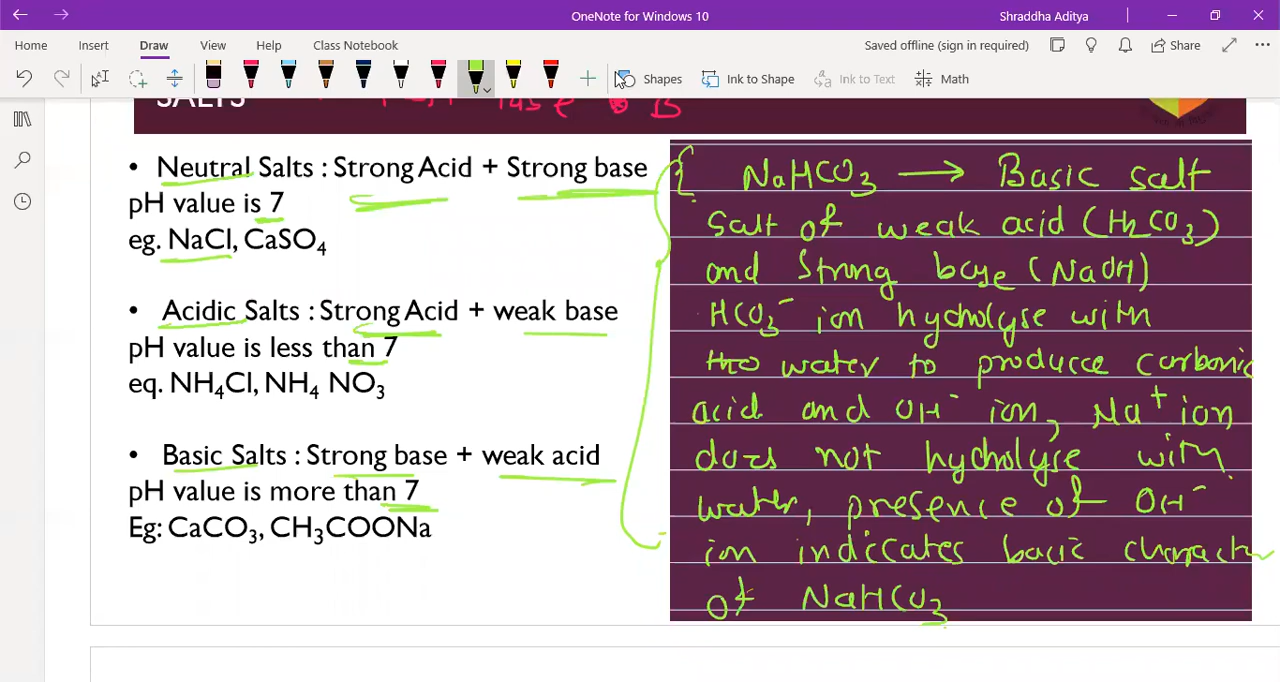 OneNote for Windows 10
Shraddha Aditya
Home Insert Draw View Help Class Notebook
Saved offline (sign in required) Share
Shapes Ink to Shape Ink to Text Math
SALTS
• Neutral Salts : Strong Acid + Strong base
pH value is 7
eg. NaCl, CaSO4
• Acidic Salts : Strong Acid + weak base
pH value is less than 7
eq. NH4Cl, NH4 NO3
• Basic Salts : Strong base + weak acid
pH value is more than 7
Eg: CaCO3, CH3COONa
NaHCO3 → Basic salt
Salt of weak acid (H2CO3)
and strong base (NaOH)
HCO3⁻ ion hydrolyse with
water to produce carbonic
acid and OH⁻ ion, Na⁺ ion
does not hydrolyse with
water, presence of OH⁻
ion indicates basic character
of NaHCO3